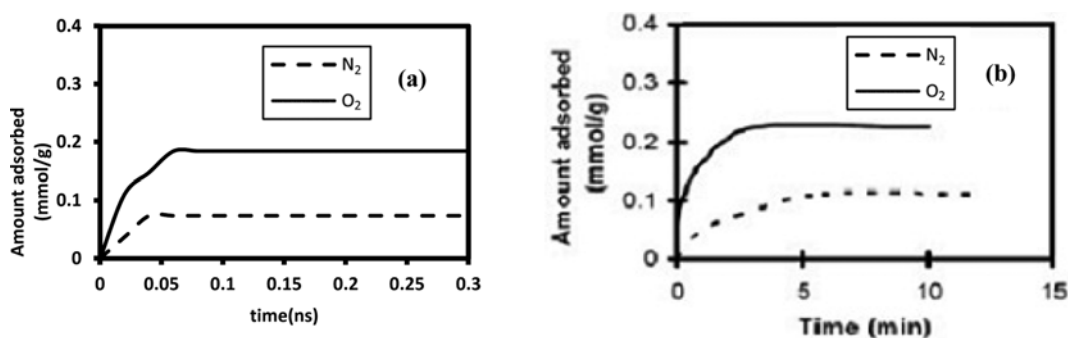 0.4
0.3
0.2
0.1
0
Amount adsorbed
(mmol/g)
N₂
O₂
(a)
0 0.05 0.1 0.15 0.2 0.25 0.3
time(ns)
0.4
0.3
0.2
0.1
0
Amount adsorbed
(mmol/g)
N₂
O₂
(b)
0 5 10 15
Time (min)